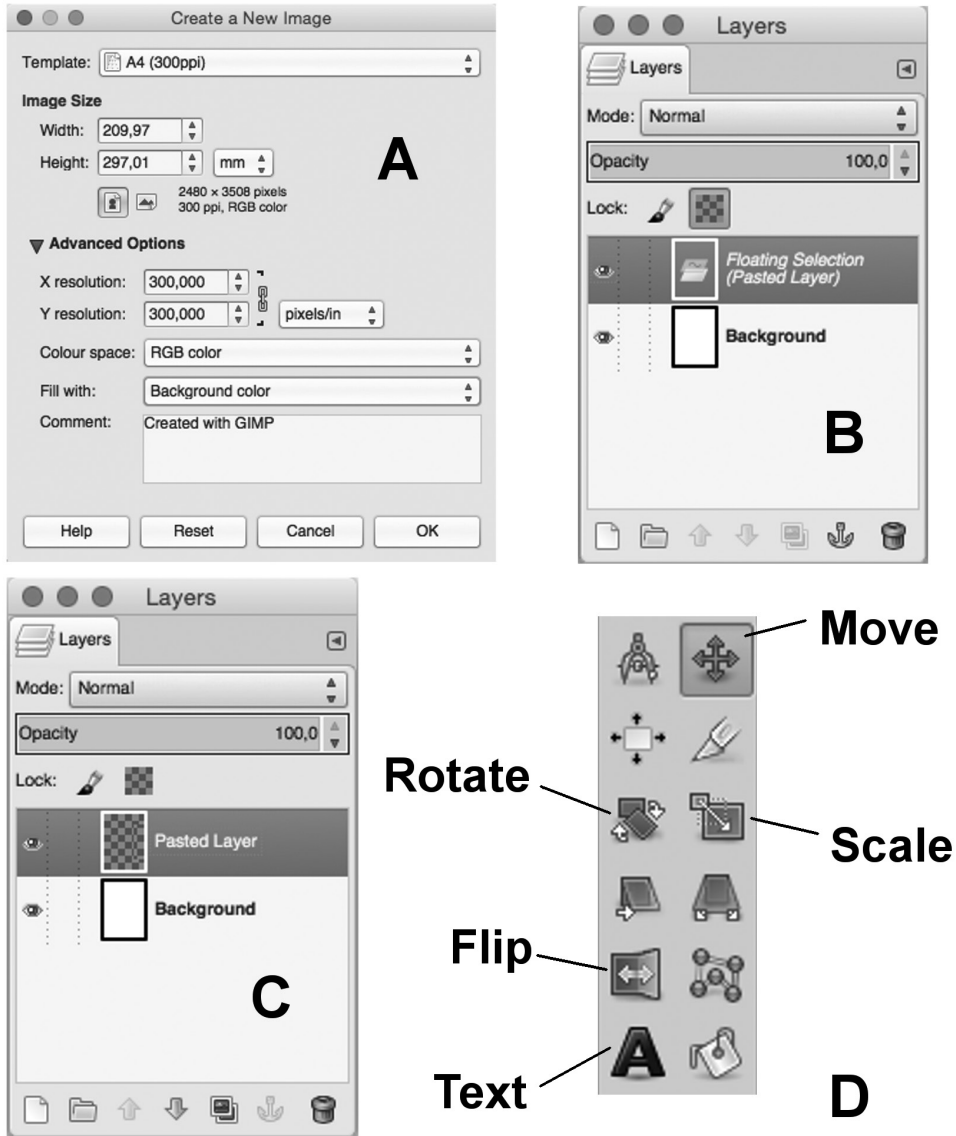 Create a New Image
Template: A4 (300ppi)
Image Size
Width: 209,97
Height: 297,01 mm
2480 × 3508 pixels
300 ppi, RGB color
Advanced Options
X resolution: 300,000
Y resolution: 300,000 pixels/in
Colour space: RGB color
Fill with: Background color
Comment: Created with GIMP
Help Reset Cancel OK
A
Layers
Layers
Mode: Normal
Opacity 100,0
Lock:
Floating Selection
(Pasted Layer)
Background
B
Layers
Layers
Mode: Normal
Opacity 100,0
Lock:
Pasted Layer
Background
C
Move
Rotate
Scale
Flip
Text
D